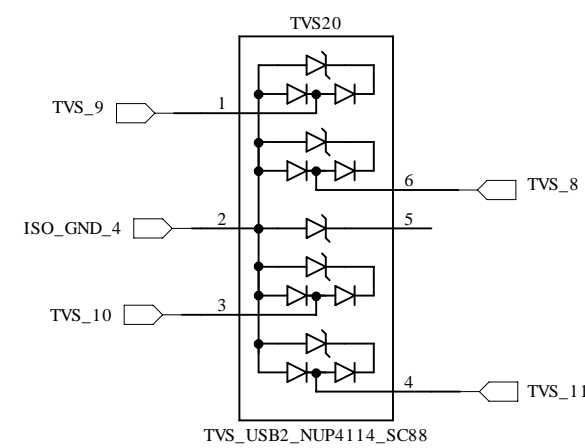 TVS20
TVS_9
1
6
TVS_8
ISO_GND_4
2
5
TVS_10
3
4
TVS_11
TVS_USB2_NUP4114_SC88